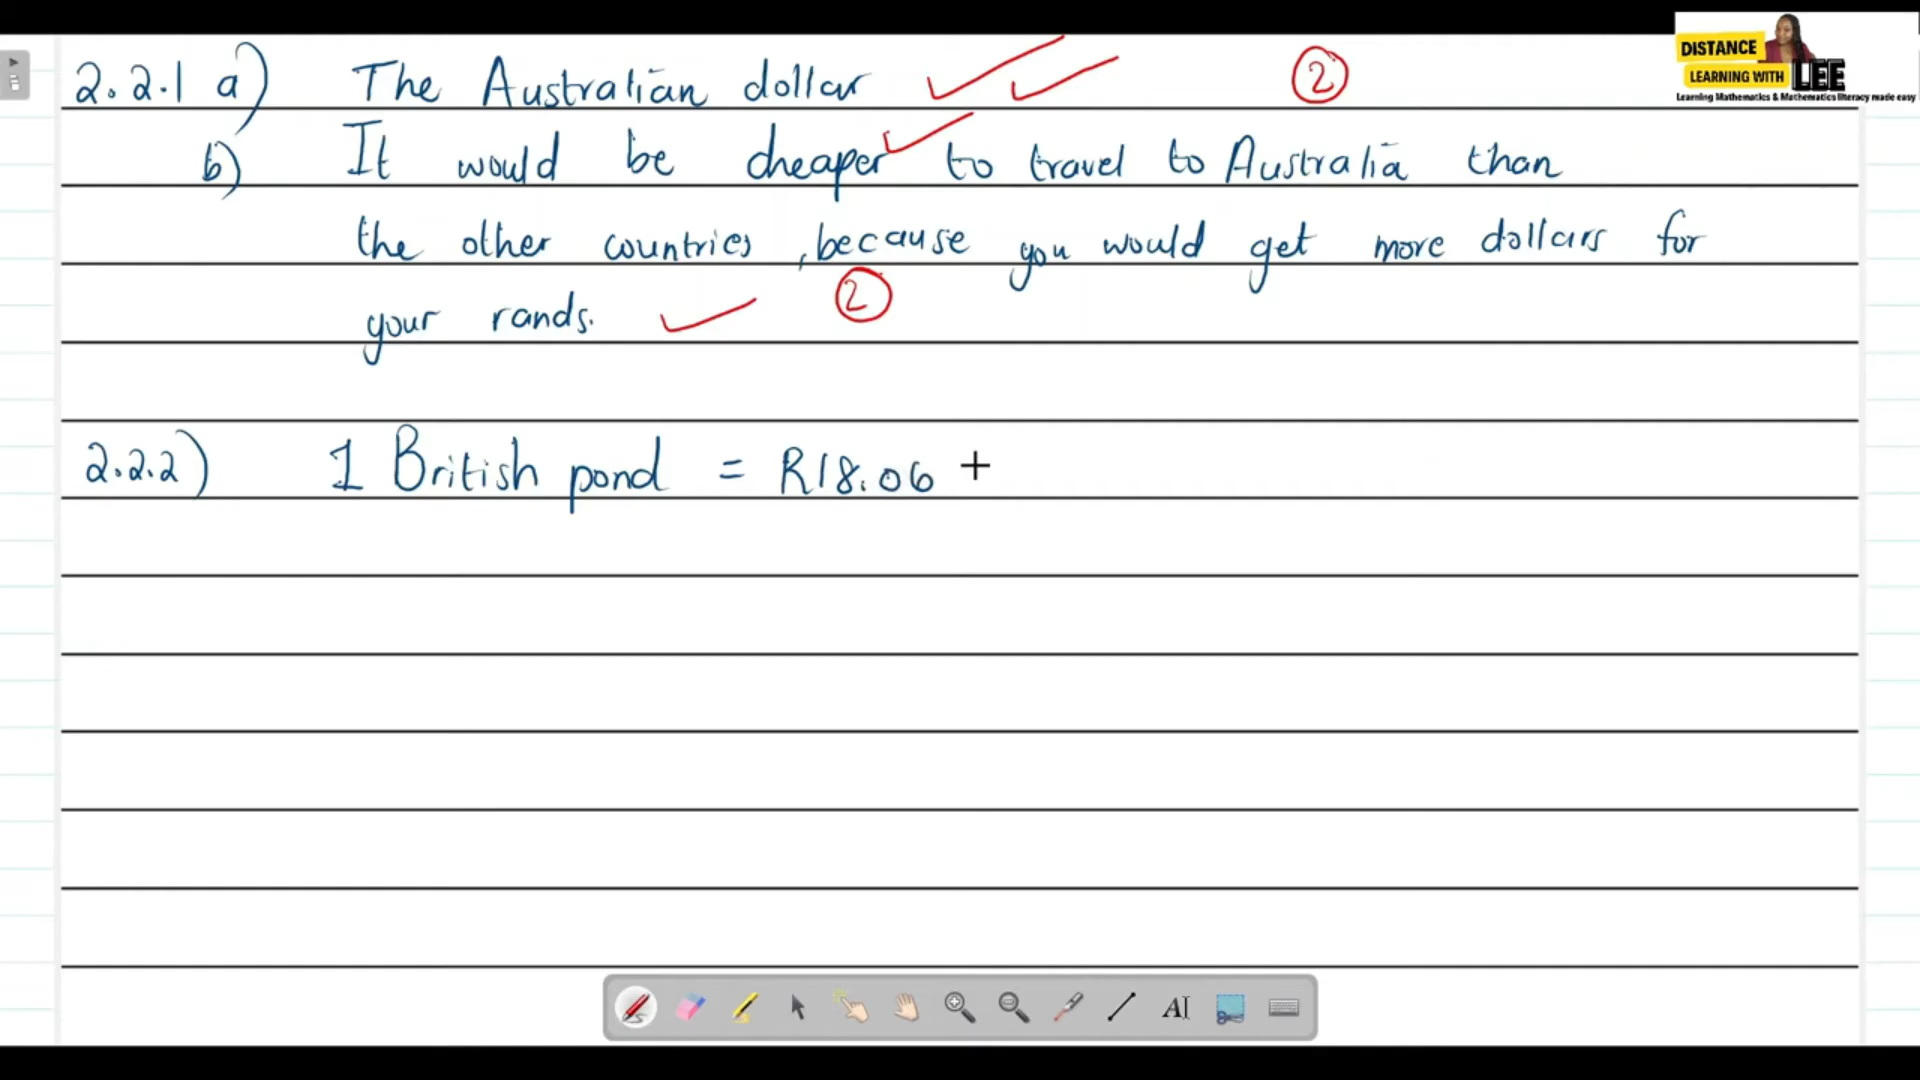 DISTANCE
LEARNING WITH LEE
Learning Mathematics & Mathematics literacy made easy
2.2.1 a) The Australian dollar ②
b) It would be cheaper to travel to Australia than
the other countries, because you would get more dollars for
your rands. ②
2.2.2) 1 British pond = R18.06
AI